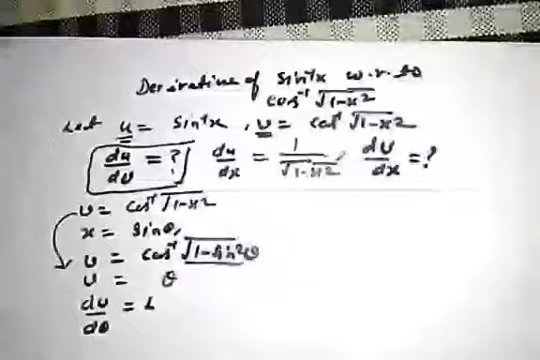 Derivative of sin⁻¹x w.r.to
cos⁻¹ √1-x²
Let u = sin⁻¹x, v = cos⁻¹ √1-x²
du/dv = ? du/dx = 1/√1-x², dv/dx = ?
v = cos⁻¹ √1-x²
x = sinθ,
v = cos⁻¹ √1-sin²θ
v = θ
dv/dθ = 1